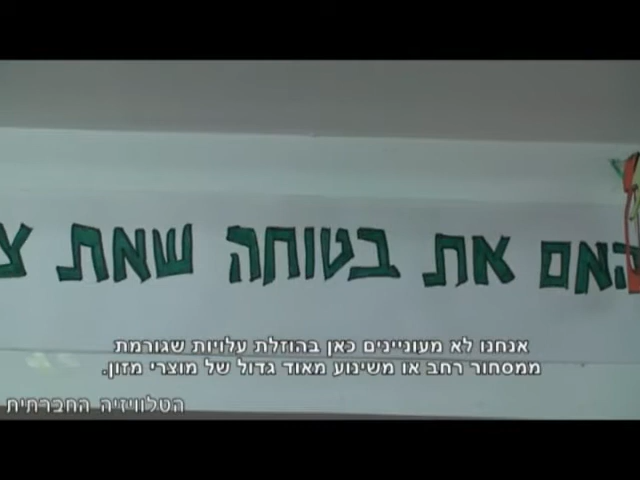 האם את בטוחה שאת צ
אנחנו לא מעוניינים כאן בהוזלת עלויות שגורמת
ממסחור רחב או משינוע מאוד גדול של מוצרי מזון.
הטלוויזיה החברתית